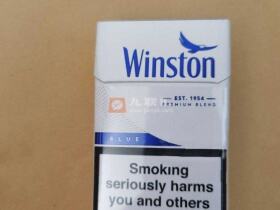 Winston
EST. 1954
PREMIUM BLEND
BLUE
Smoking
seriously harms
you and others